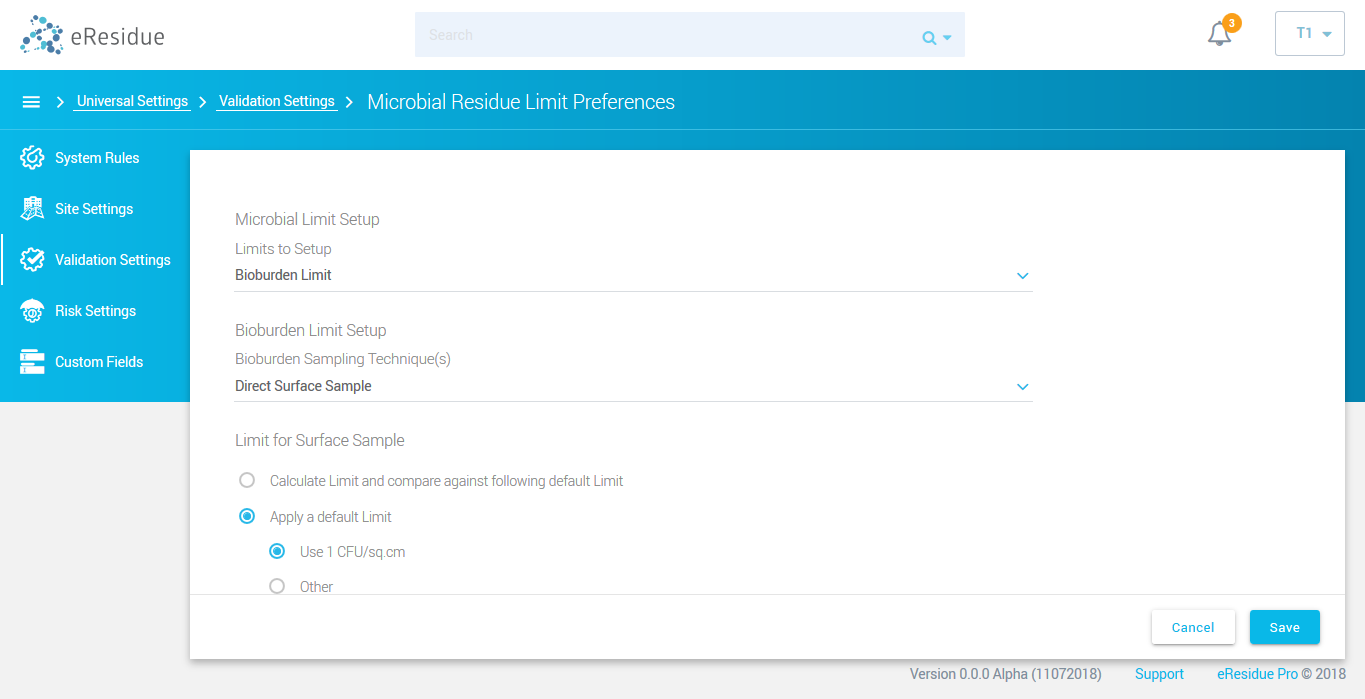 eResidue
Search
3
T1
Universal Settings Validation Settings Microbial Residue Limit Preferences
System Rules
Site Settings
Validation Settings
Risk Settings
Custom Fields
Microbial Limit Setup
Limits to Setup
Bioburden Limit
Bioburden Limit Setup
Bioburden Sampling Technique(s)
Direct Surface Sample
Limit for Surface Sample
Calculate Limit and compare against following default Limit
Apply a default Limit
Use 1 CFU/sq.cm
Other
Cancel Save
Version 0.0.0 Alpha (11072018) Support eResidue Pro © 2018